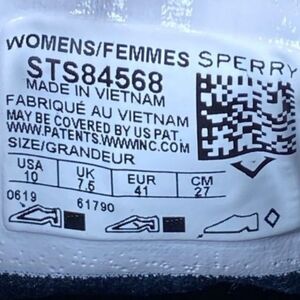 WOMENS/FEMMES SPERRY
STS84568
MADE IN VIETNAM
FABRIQUÉ AU VIETNAM
MAY BE COVERED BY US PAT.
WWW.PATENTS.WWWINC.COM
SIZE/GRANDEUR
USA UK EUR CM
10 7.5 41 27
0619 61790